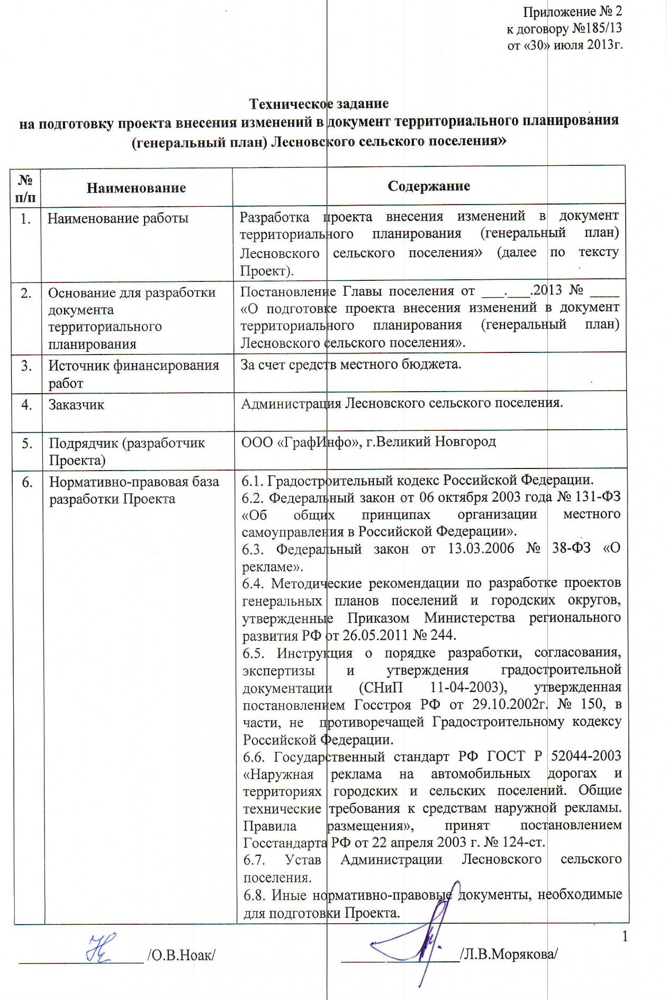 Приложение № 2
к договору №185/13
от «30» июля 2013г.
Техническое задание
на подготовку проекта внесения изменений в документ территориального планирования
(генеральный план) Лесновского сельского поселения»
№
п/п
Наименование
Содержание
1.
Наименование работы
Разработка проекта внесения изменений в документ
территориального планирования (генеральный план)
Лесновского сельского поселения» (далее по тексту
Проект).
2.
Основание для разработки
документа
территориального
планирования
Постановление Главы поселения от ___.___.2013 № ____
«О подготовке проекта внесения изменений в документ
территориального планирования (генеральный план)
Лесновского сельского поселения».
3.
Источник финансирования
работ
За счет средств местного бюджета.
4.
Заказчик
Администрация Лесновского сельского поселения.
5.
Подрядчик (разработчик
Проекта)
ООО «ГрафИнфо», г.Великий Новгород
6.
Нормативно-правовая база
разработки Проекта
6.1. Градостроительный кодекс Российской Федерации.
6.2. Федеральный закон от 06 октября 2003 года № 131-ФЗ
«Об общих принципах организации местного
самоуправления в Российской Федерации».
6.3. Федеральный закон от 13.03.2006 № 38-ФЗ «О
рекламе».
6.4. Методические рекомендации по разработке проектов
генеральных планов поселений и городских округов,
утвержденные Приказом Министерства регионального
развития РФ от 26.05.2011 № 244.
6.5. Инструкция о порядке разработки, согласования,
экспертизы и утверждения градостроительной
документации (СНиП 11-04-2003), утвержденная
постановлением Госстроя РФ от 29.10.2002г. № 150, в
части, не противоречащей Градостроительному кодексу
Российской Федерации.
6.6. Государственный стандарт РФ ГОСТ Р 52044-2003
«Наружная реклама на автомобильных дорогах и
территориях городских и сельских поселений. Общие
технические требования к средствам наружной рекламы.
Правила размещения», принят постановлением
Госстандарта РФ от 22 апреля 2003 г. № 124-ст.
6.7. Устав Администрации Лесновского сельского
поселения.
6.8. Иные нормативно-правовые документы, необходимые
для подготовки Проекта.
1
_________________ /О.В.Ноак/
________________/Л.В.Морякова/